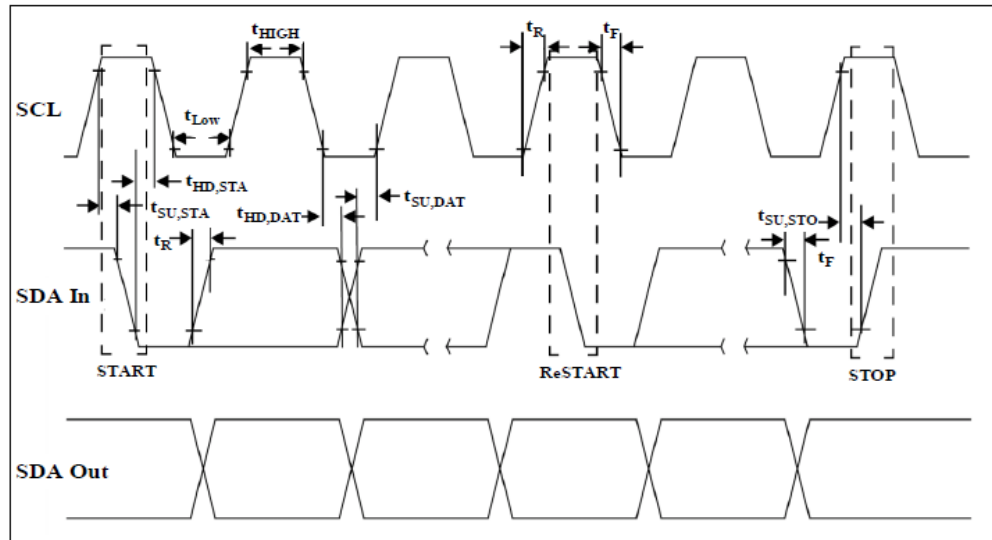 tHIGH
tR
tF
SCL
tLow
tHD,STA
tSU,STA
tHD,DAT
tSU,DAT
tSU,STO
tR
tF
SDA In
START
ReSTART
STOP
SDA Out